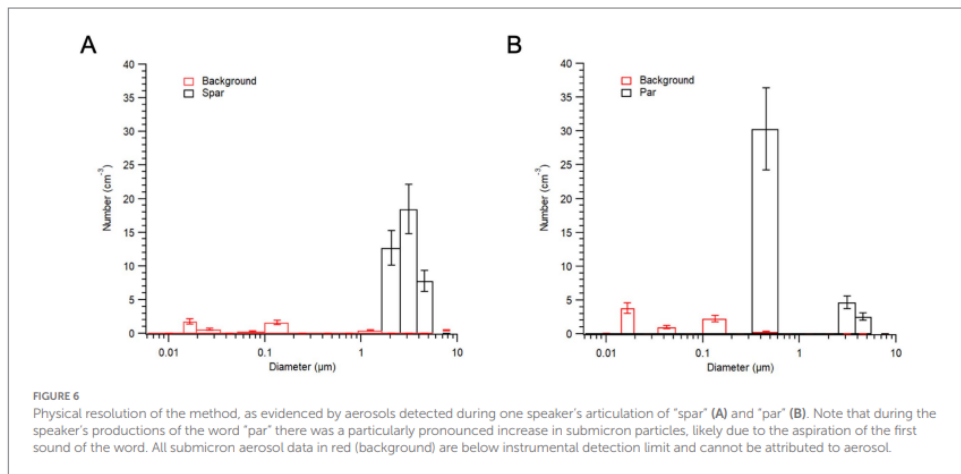 A
B
40
35
30
25
20
15
10
5
0
Number (cm-3)
Background
Spar
0.01 0.1 1 10
Diameter (µm)
40
35
30
25
20
15
10
5
0
Number (cm-3)
Background
Par
0.01 0.1 1 10
Diameter (µm)
FIGURE 6
Physical resolution of the method, as evidenced by aerosols detected during one speaker's articulation of "spar" (A) and "par" (B). Note that during the
speaker's productions of the word "par" there was a particularly pronounced increase in submicron particles, likely due to the aspiration of the first
sound of the word. All submicron aerosol data in red (background) are below instrumental detection limit and cannot be attributed to aerosol.